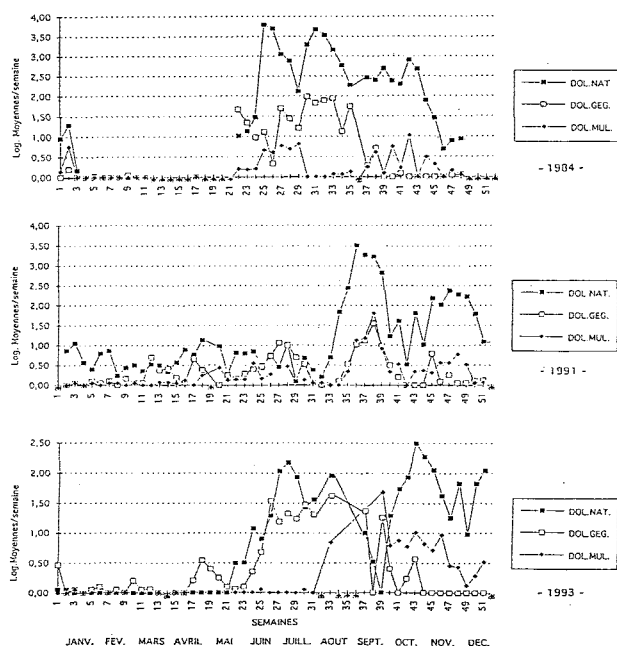 Log. Moyennes/semaine
4,00
3,50
3,00
2,50
2,00
1,50
1,00
0,50
0,00
1 3 5 7 9 11 13 15 17 19 21 23 25 27 29 31 33 35 37 39 41 43 45 47 49 51
DOL.NAT.
DOL.GEG.
DOL.MUL.
- 1984 -
Log. Moyennes/semaine
4,00
3,50
3,00
2,50
2,00
1,50
1,00
0,50
0,00
1 3 5 7 9 11 13 15 17 19 21 23 25 27 29 31 33 35 37 39 41 43 45 47 49 51
DOL.NAT.
DOL.GEG.
DOL.MUL.
- 1991 -
Log. Moyennes/semaine
2,50
2,00
1,50
1,00
0,50
0,00
1 3 5 7 9 11 13 15 17 19 21 23 25 27 29 31 33 35 37 39 41 43 45 47 49 51
DOL.NAT.
DOL.GEG.
DOL.MUL.
- 1993 -
SEMAINES
JANV. FÉV. MARS AVRIL MAI JUIN JUILL. AOUT SEPT. OCT. NOV. DEC.